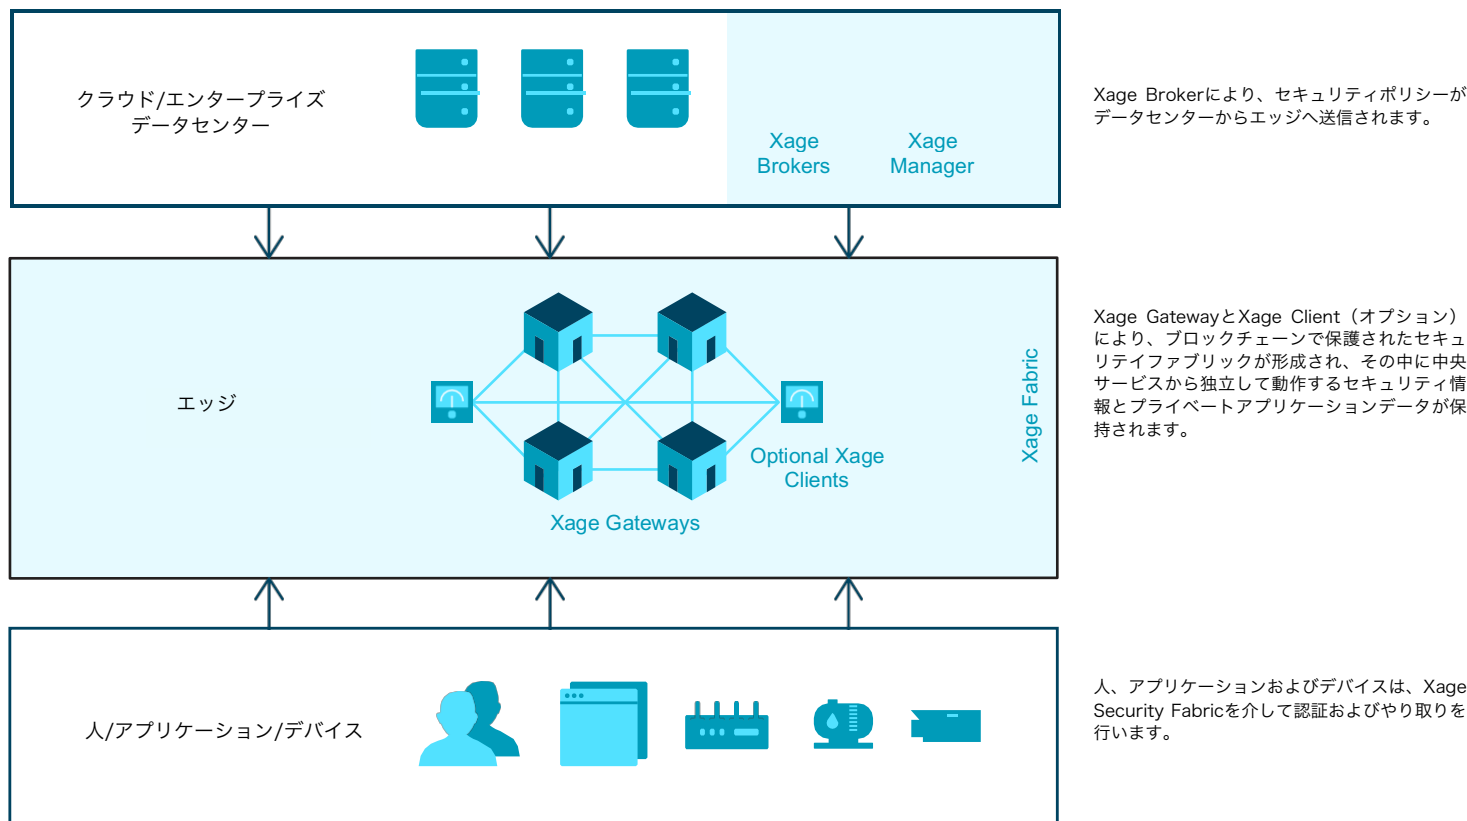 クラウド/エンタープライズ
データセンター
Xage
Brokers
Xage
Manager
Xage Brokerにより、セキュリティポリシーが
データセンターからエッジへ送信されます。
エッジ
Optional Xage
Clients
Xage Gateways
Xage Fabric
Xage GatewayとXage Client（オプション）
により、ブロックチェーンで保護されたセキュ
リテイファブリックが形成され、その中に中央
サービスから独立して動作するセキュリティ情
報とプライベートアプリケーションデータが保
持されます。
人/アプリケーション/デバイス
人、アプリケーションおよびデバイスは、Xage
Security Fabricを介して認証およびやり取りを
行います。